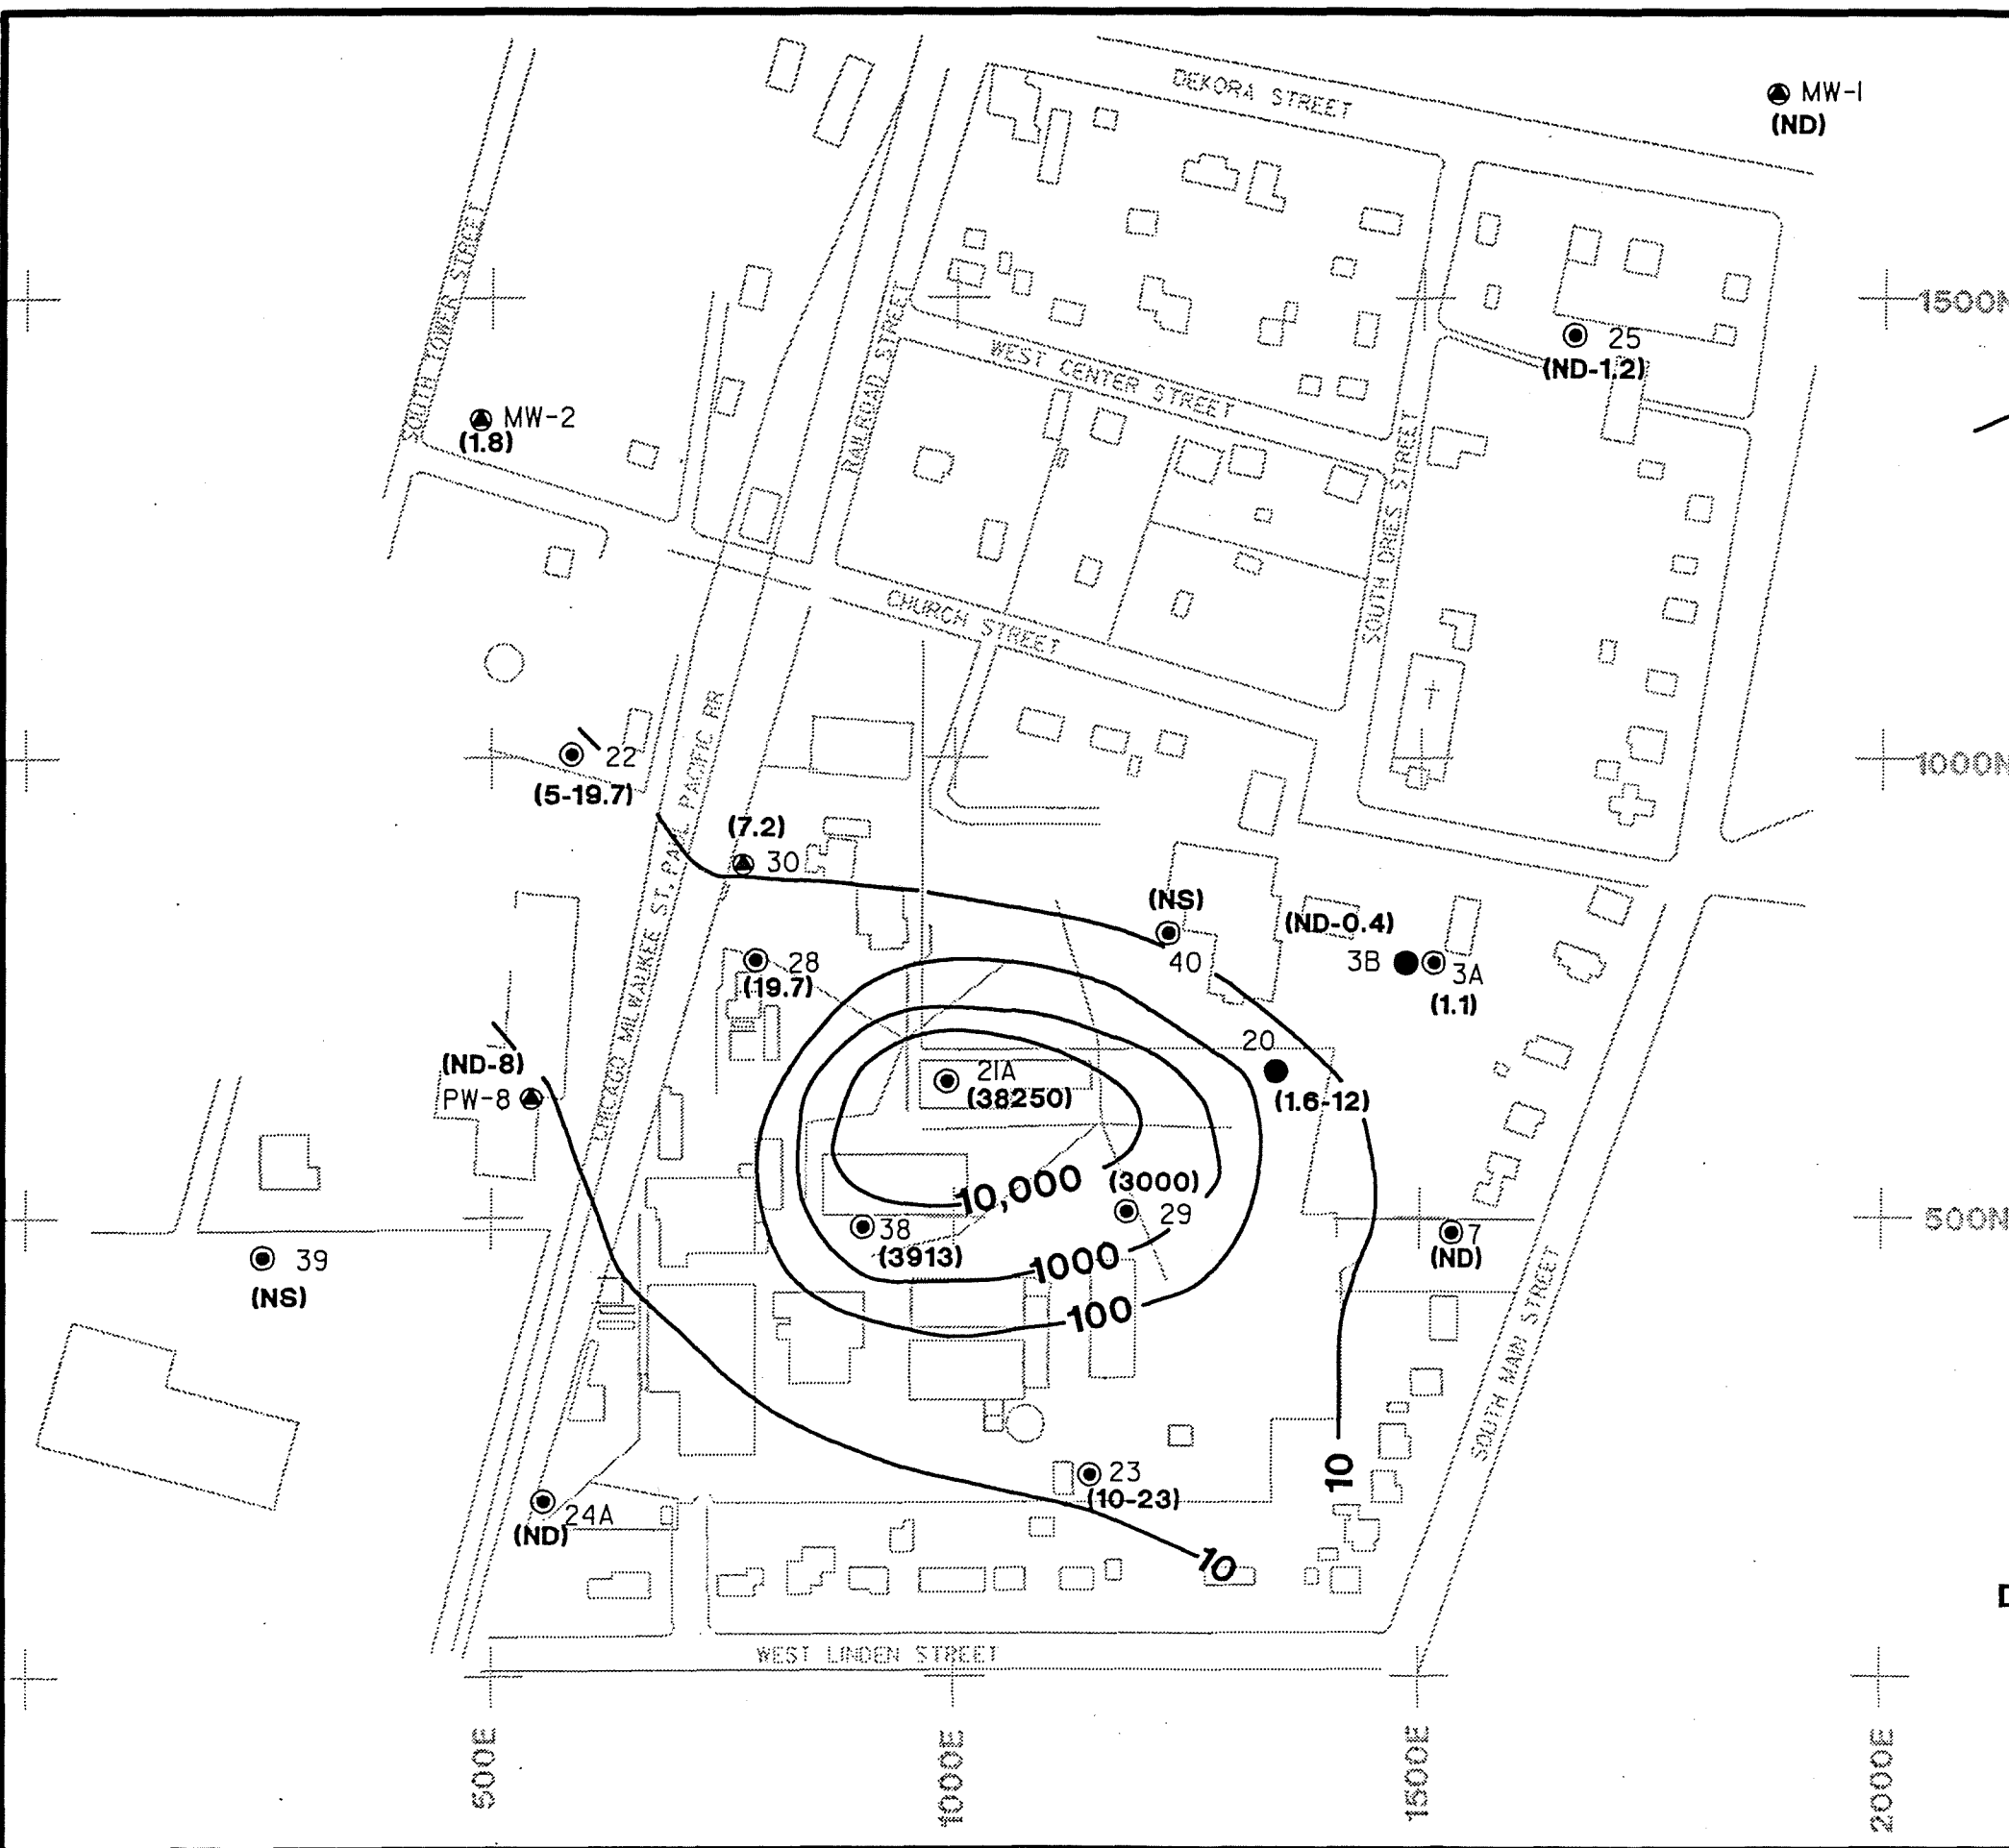 DEKORA STREET
MW-1
(ND)
SOUTH TOWER STREET
1500N
25
(ND-1.2)
RAILROAD STREET
WEST CENTER STREET
MW-2
(1.8)
SOUTH DRES STREET
CHURCH STREET
22
(5-19.7)
1000N
CHICAGO MILWAUKEE ST. PAUL PACIFIC RR
(7.2)
30
(NS)
40
(ND-0.4)
3B
3A
(1.1)
28
(19.7)
20
(1.6-12)
(ND-8)
PW-8
21A
(38250)
10,000
(3000)
29
38
(3913)
1000
100
500N
7
(ND)
39
(NS)
SOUTH MAIN STREET
10
23
(10-23)
24A
(ND)
10
D
WEST LINDEN STREET
500E
1000E
1500E
2000E